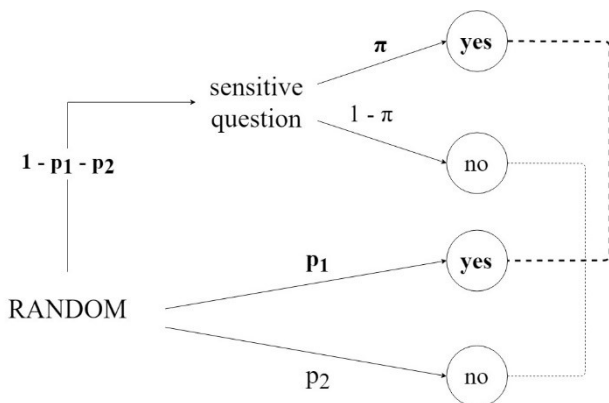 π
yes
sensitive
question
1 - π
1 - p₁ - p₂
no
p₁
yes
RANDOM
p₂
no